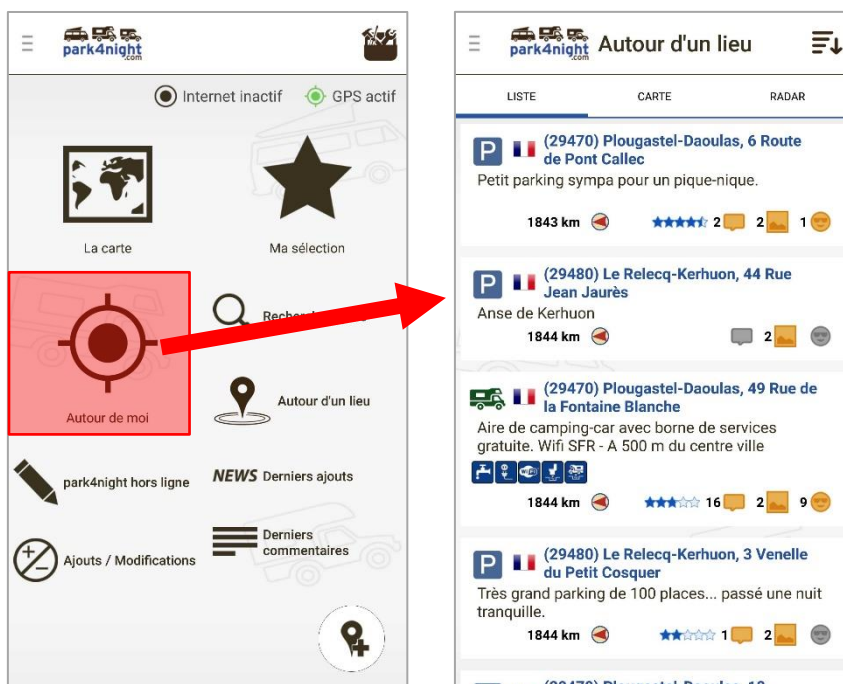 park4night
.com
Internet inactif
GPS actif
La carte
Ma sélection
Autour de moi
Autour d'un lieu
park4night hors ligne
NEWS Derniers ajouts
Ajouts / Modifications
Derniers
commentaires
park4night
.com
Autour d'un lieu
LISTE
CARTE
RADAR
P
(29470) Plougastel-Daoulas, 6 Route
de Pont Callec
Petit parking sympa pour un pique-nique.
1843 km
2
2
1
P
(29480) Le Relecq-Kerhuon, 44 Rue
Jean Jaurès
Anse de Kerhuon
1844 km
2
(29470) Plougastel-Daoulas, 49 Rue de
la Fontaine Blanche
Aire de camping-car avec borne de services
gratuite. Wifi SFR - A 500 m du centre ville
1844 km
16
2
9
P
(29480) Le Relecq-Kerhuon, 3 Venelle
du Petit Cosquer
Très grand parking de 100 places... passé une nuit
tranquille.
1844 km
1
2